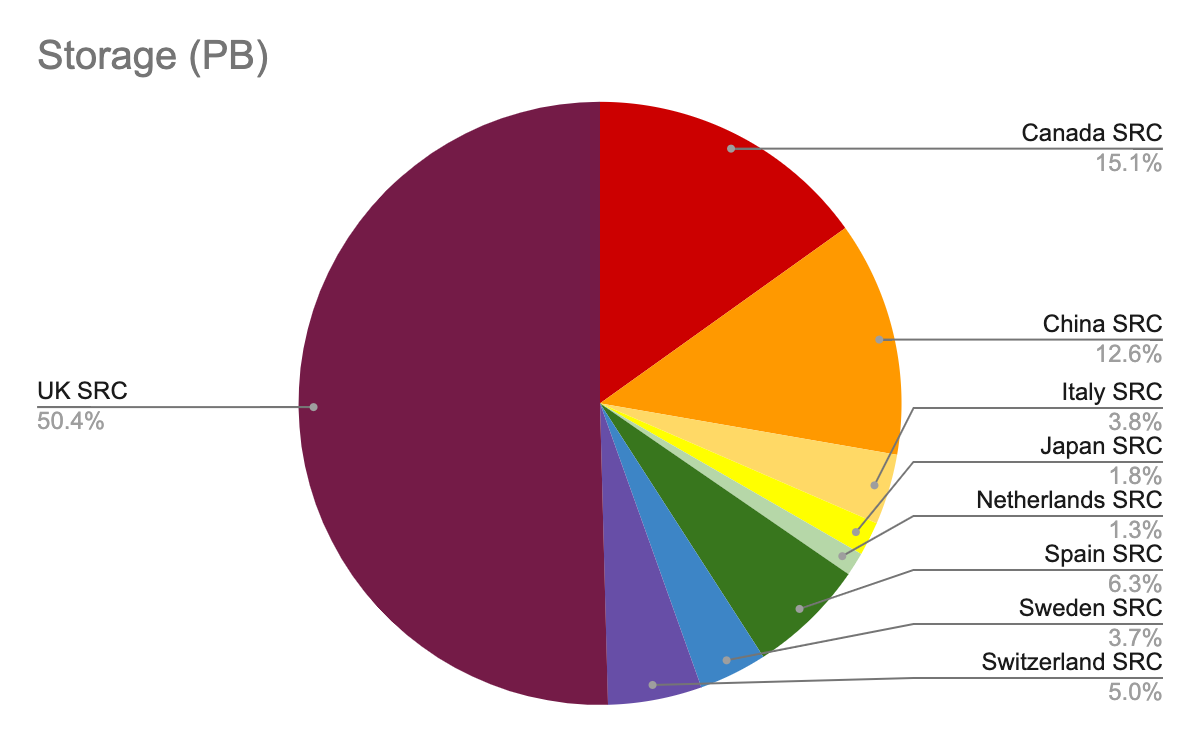 Storage (PB)
Canada SRC
15.1%
China SRC
12.6%
Italy SRC
3.8%
Japan SRC
1.8%
Netherlands SRC
1.3%
Spain SRC
6.3%
Sweden SRC
3.7%
Switzerland SRC
5.0%
UK SRC
50.4%